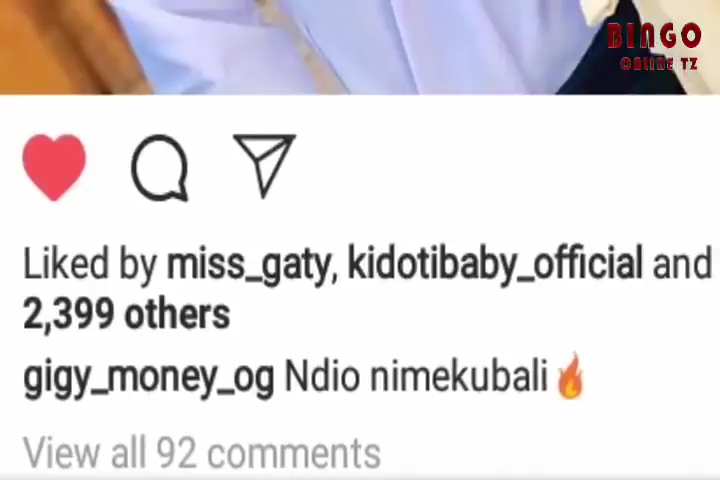 BINGO
ONLINE TZ
Liked by miss_gaty, kidotibaby_official and
2,399 others
gigy_money_og Ndio nimekubali🔥
View all 92 comments